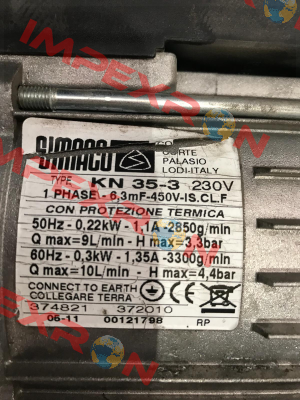 IMPEXRON
SIMACO
CORTE
PALASIO
LODI-ITALY
TYPE KN 35-3 230V
1 PHASE - 6,3mF-450V-IS.CL.F
CON PROTEZIONE TERMICA
50Hz - 0,22kW - 1,1A -2850g/min
Q max=9L/min - H max=3,3bar
60Hz - 0,3kW - 1,35A -3300g/min
Q max=10L/min - H max=4,4bar
CONNECT TO EARTH
COLLEGARE TERRA
CE
374821 372010
05-11 00121798 RP